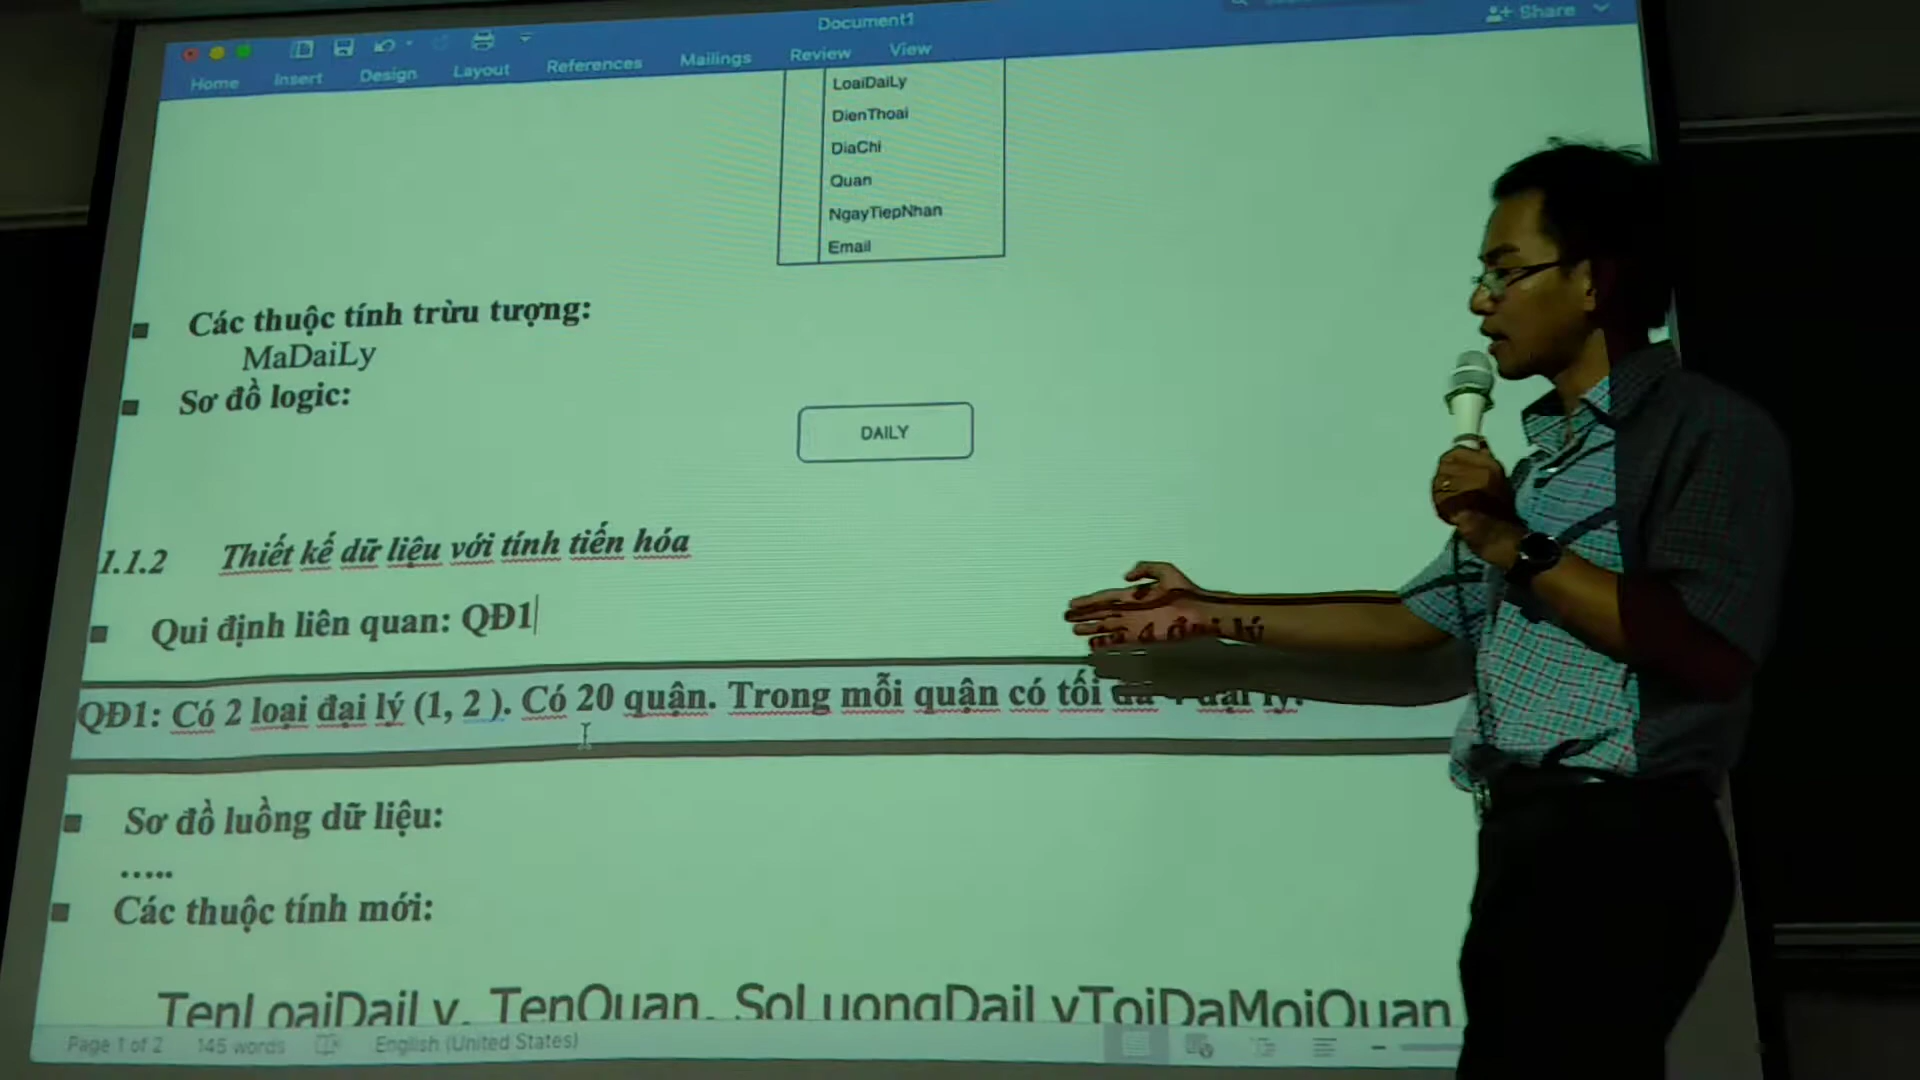 Document1
Share
Home Insert Design Layout References Mailings Review View
LoaiDaiLy
DienThoai
DiaChi
Quan
NgayTiepNhan
Email
Các thuộc tính trừu tượng:
MaDaiLy
Sơ đồ logic:
DAILY
1.1.2 Thiết kế dữ liệu với tính tiến hóa
Qui định liên quan: QĐ1
QĐ1: Có 2 loại đại lý (1, 2 ). Có 20 quận. Trong mỗi quận có tối đa 4 đại lý.
Sơ đồ luồng dữ liệu:
.....
Các thuộc tính mới:
TenLoaiDaiLy, TenQuan, SoLuongDaiLyToiDaMoiQuan
Page 1 of 2 145 words English (United States)